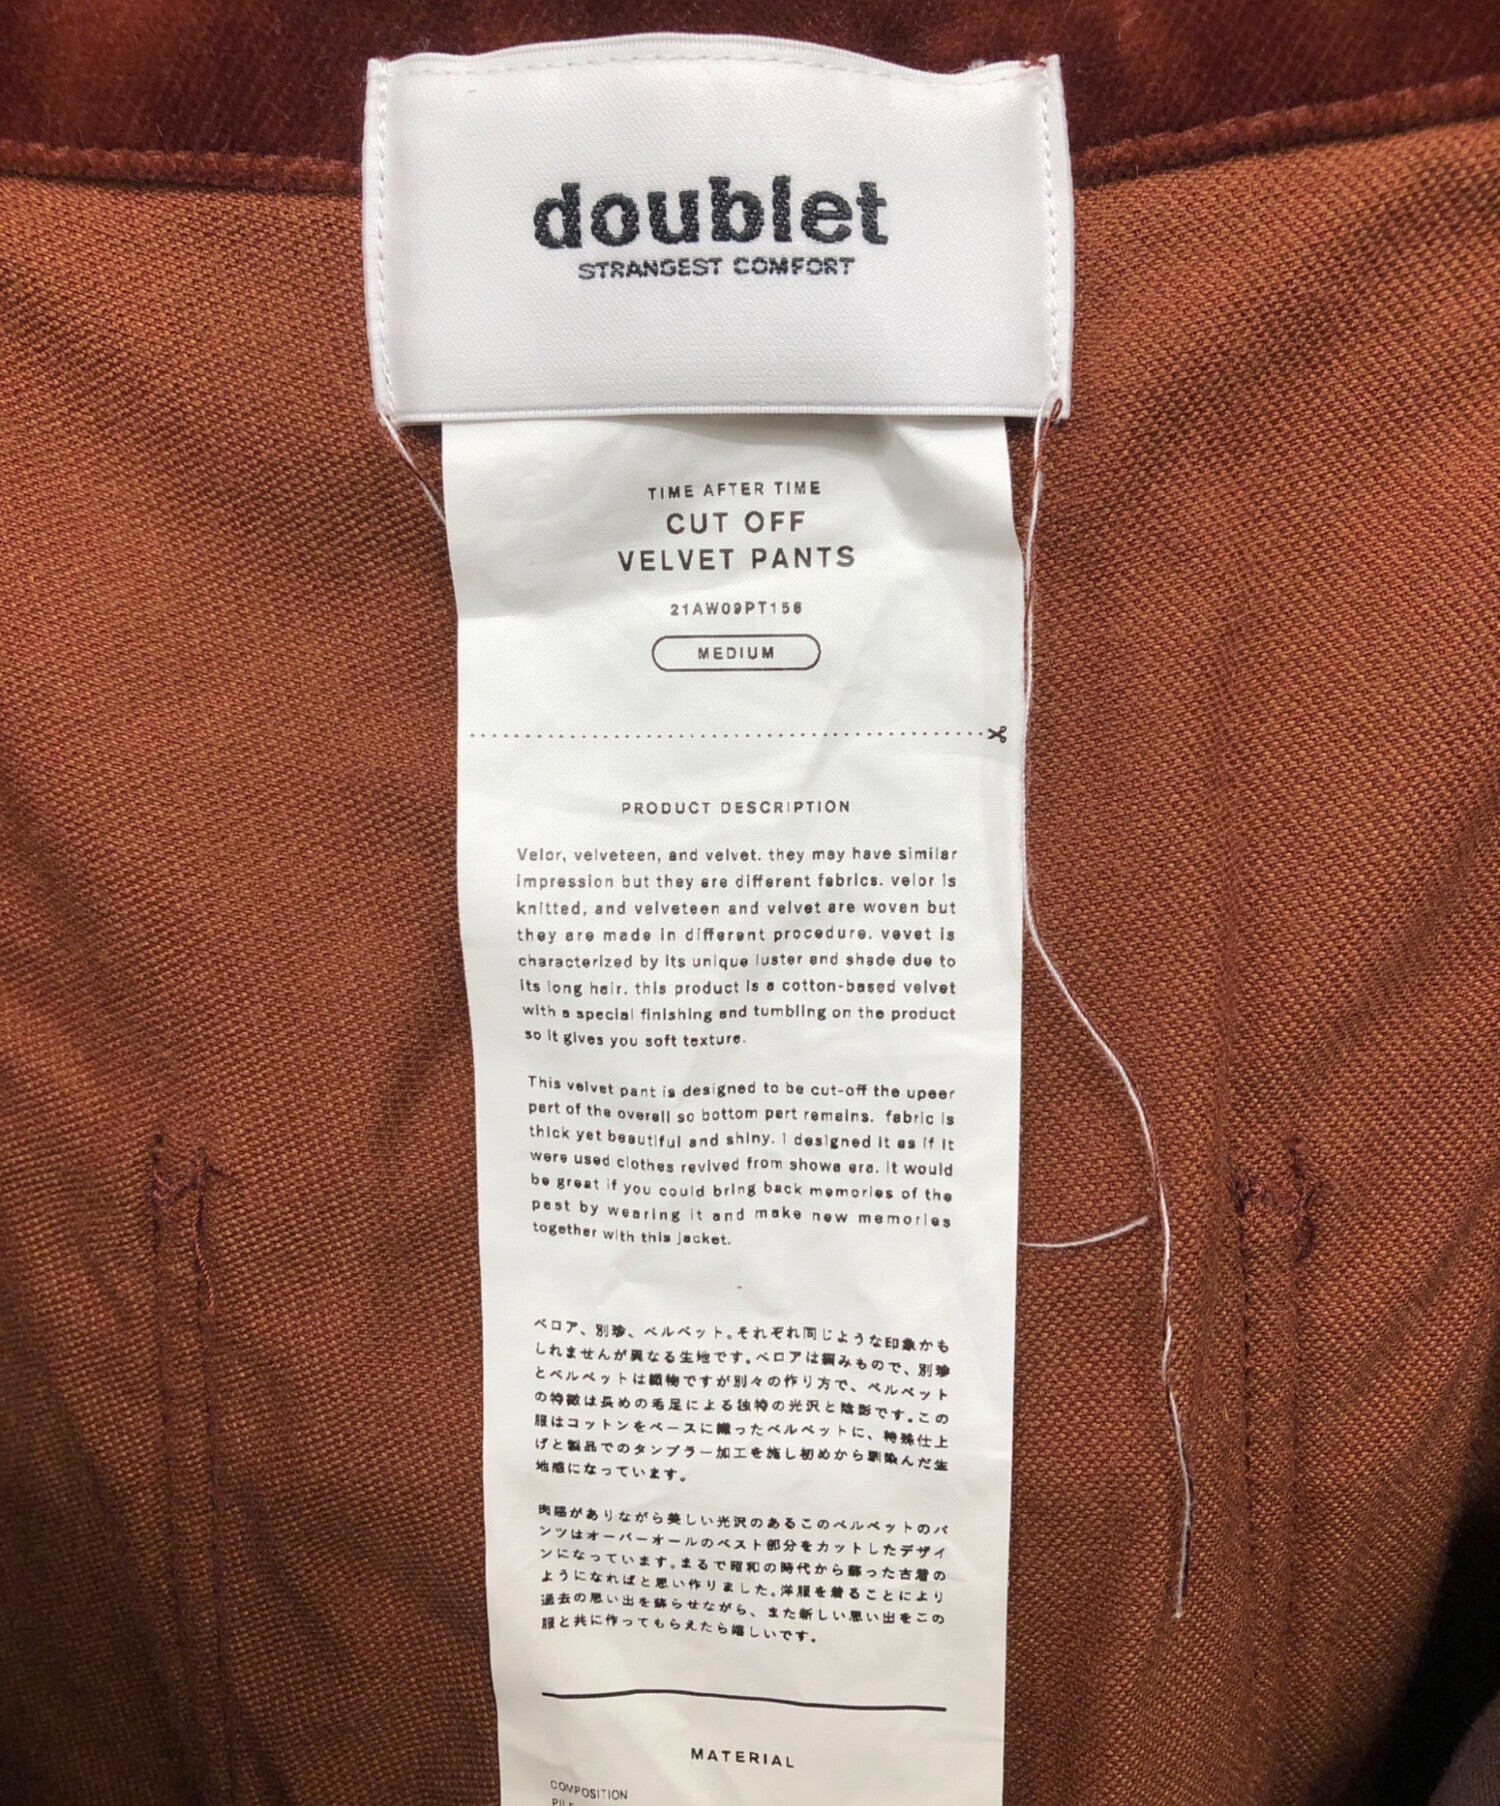 doublet
STRANGEST COMFORT
TIME AFTER TIME
CUT OFF
VELVET PANTS
21AW09PT156
MEDIUM
PRODUCT DESCRIPTION
Velor, velveteen, and velvet. they may have similar
impression but they are different fabrics. velor is
knitted, and velveteen and velvet are woven but
they are made in different procedure. vevet is
characterized by its unique luster and shade due to
its long hair. this product is a cotton-based velvet
with a special finishing and tumbling on the product
so it gives you soft texture.
This velvet pant is designed to be cut-off the upeer
part of the overall so bottom part remains. fabric is
thick yet beautiful and shiny. I designed it as if it
were used clothes revived from showa era. it would
be great if you could bring back memories of the
past by wearing it and make new memories
together with this jacket.
ベロア、別珍、ベルベット。それぞれ同じような印象かも
しれませんが異なる生地です。ベロアは編みもので、別珍
とベルベットは織物ですが別々の作り方で、ベルベット
の特徴は長めの毛足による独特の光沢と陰影です。この
服はコットンをベースに織ったベルベットに、特殊仕上
げと製品でのタンブラー加工を施し初めから馴染んだ生
地感になっています。
肉感がありながら美しい光沢のあるこのベルベットのパ
ンツはオーバーオールのベスト部分をカットしたデザイ
ンになっています。まるで昭和の時代から蘇った古着の
ようになればと思い作りました。洋服を着ることにより
過去の思い出を蘇らせながら、また新しい思い出をこの
服と共に作ってもらえたら嬉しいです。
MATERIAL
COMPOSITION
PILE